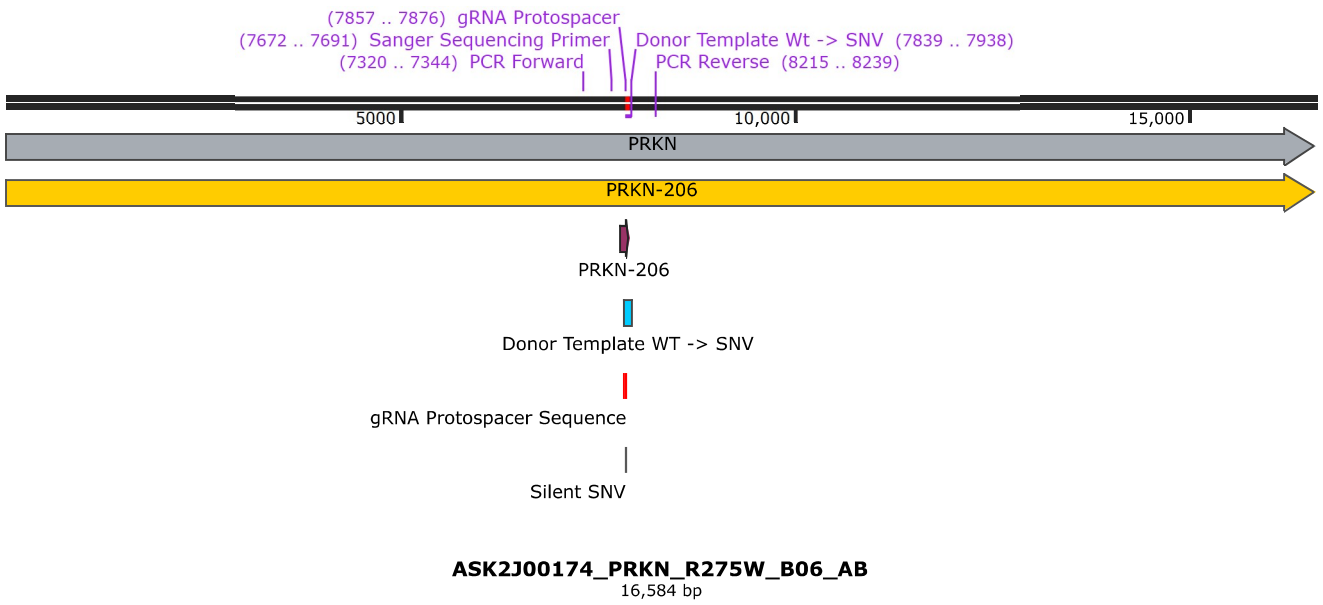 (7857 .. 7876) gRNA Protospacer
(7672 .. 7691) Sanger Sequencing Primer
Donor Template Wt -> SNV (7839 .. 7938)
(7320 .. 7344) PCR Forward
PCR Reverse (8215 .. 8239)
5000
10,000
15,000
PRKN
PRKN-206
PRKN-206
Donor Template WT -> SNV
gRNA Protospacer Sequence
Silent SNV
ASK2J00174_PRKN_R275W_B06_AB
16,584 bp